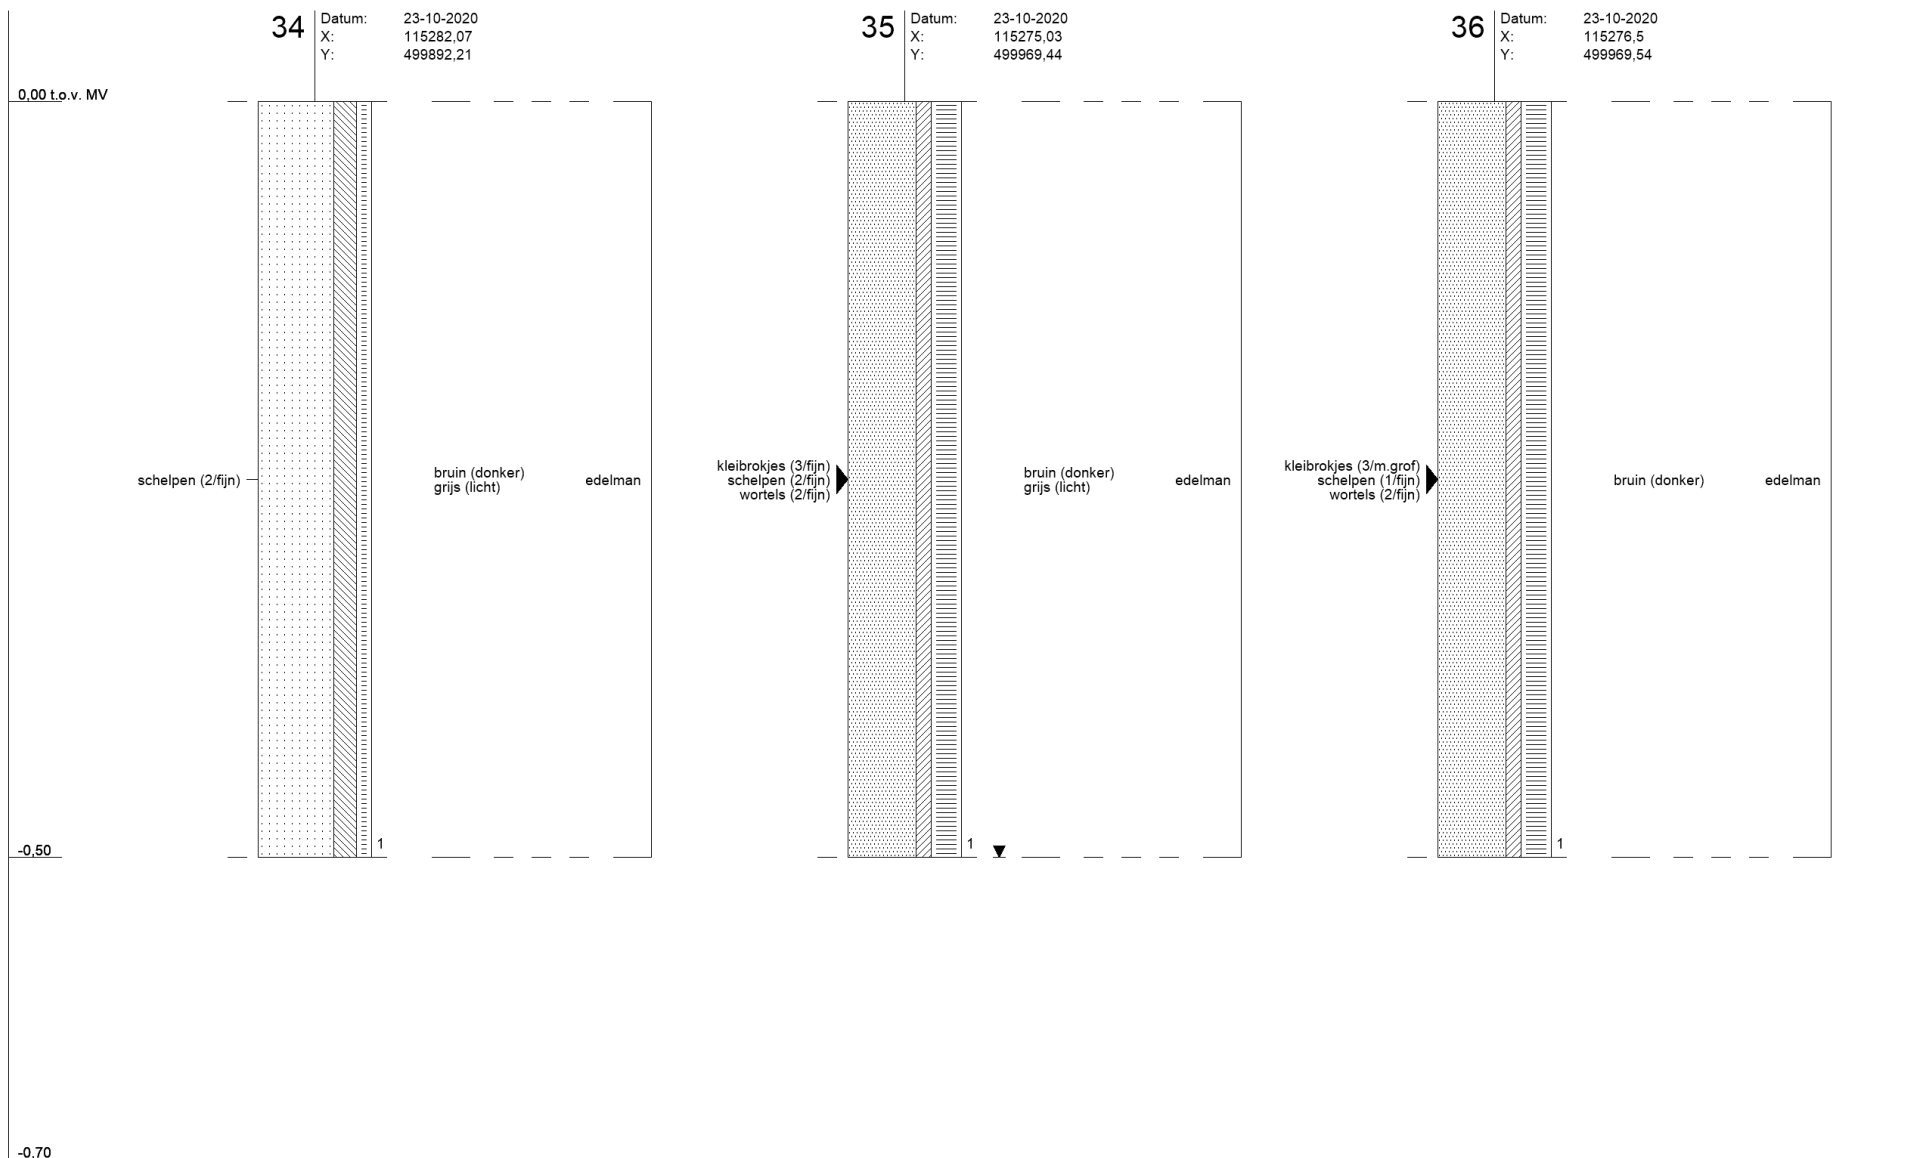 34
Datum: 23-10-2020
X: 115282,07
Y: 499892,21
35
Datum: 23-10-2020
X: 115275,03
Y: 499969,44
36
Datum: 23-10-2020
X: 115276,5
Y: 499969,54
0,00 t.o.v. MV
schelpen (2/fijn)
bruin (donker)
grijs (licht)
edelman
1
kleibrokjes (3/fijn)
schelpen (2/fijn)
wortels (2/fijn)
bruin (donker)
grijs (licht)
edelman
1
kleibrokjes (3/m.grof)
schelpen (1/fijn)
wortels (2/fijn)
bruin (donker)
edelman
1
-0,50
-0,70